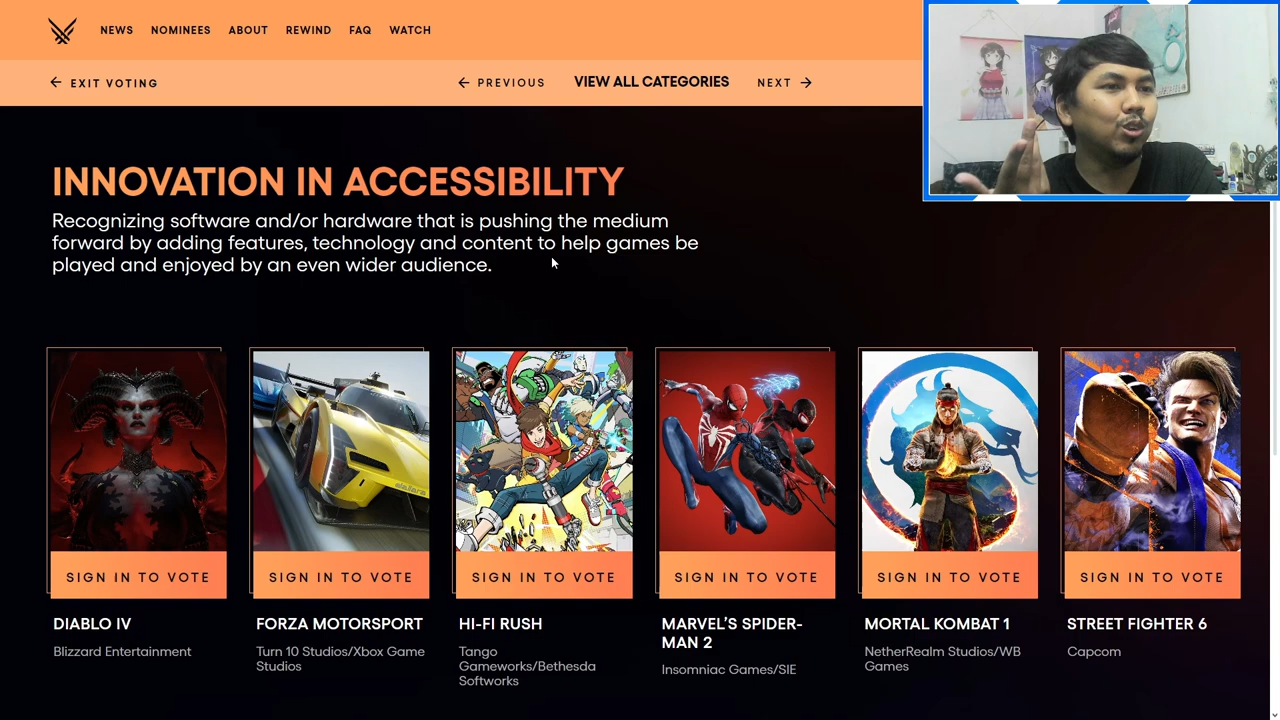 NEWS NOMINEES ABOUT REWIND FAQ WATCH
EXIT VOTING
PREVIOUS VIEW ALL CATEGORIES NEXT
INNOVATION IN ACCESSIBILITY
Recognizing software and/or hardware that is pushing the medium
forward by adding features, technology and content to help games be
played and enjoyed by an even wider audience.
SIGN IN TO VOTE
DIABLO IV
Blizzard Entertainment
SIGN IN TO VOTE
FORZA MOTORSPORT
Turn 10 Studios/Xbox Game
Studios
SIGN IN TO VOTE
HI-FI RUSH
Tango
Gameworks/Bethesda
Softworks
SIGN IN TO VOTE
MARVEL’S SPIDER-
MAN 2
Insomniac Games/SIE
SIGN IN TO VOTE
MORTAL KOMBAT 1
NetherRealm Studios/WB
Games
SIGN IN TO VOTE
STREET FIGHTER 6
Capcom